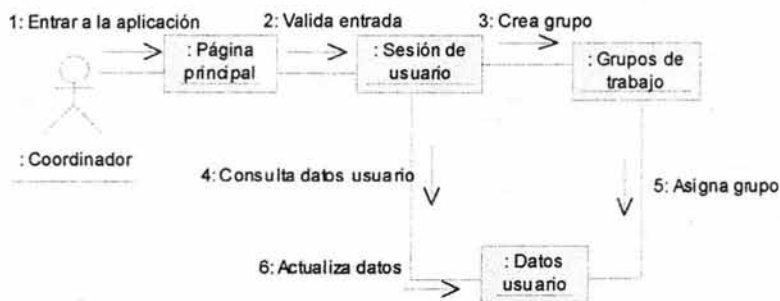 1: Entrar a la aplicación
2: Valida entrada
3: Crea grupo
: Página
principal
: Sesión de
usuario
: Grupos de
trabajo
: Coordinador
4: Consulta datos usuario
5: Asigna grupo
6: Actualiza datos
: Datos
usuario